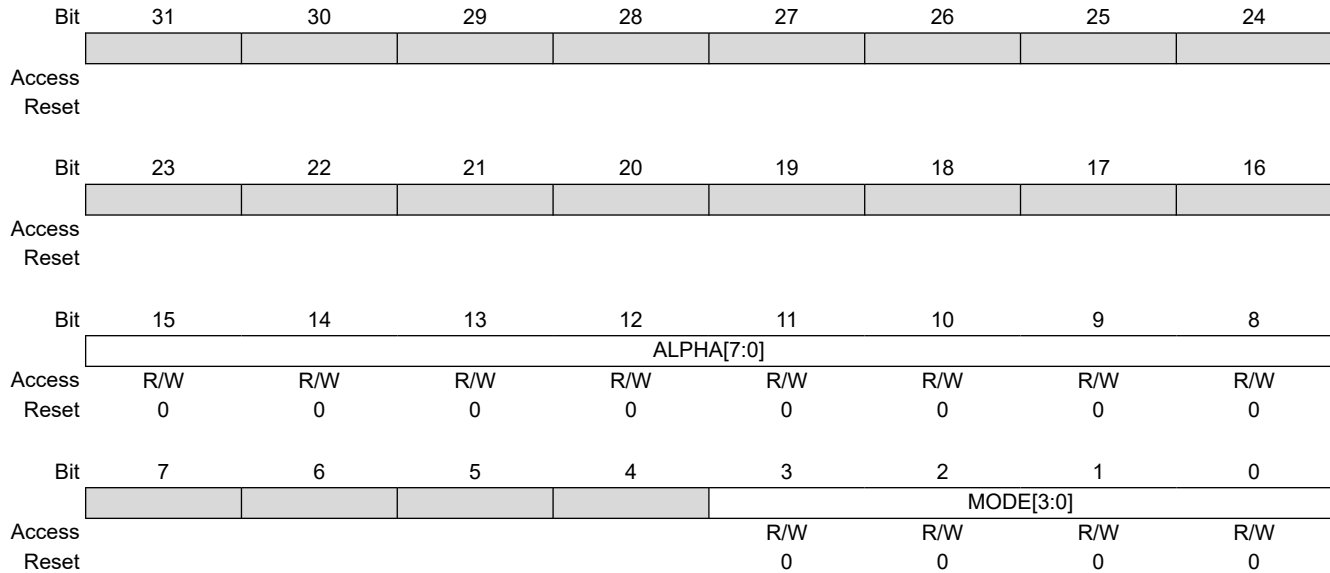 Bit 31 30 29 28 27 26 25 24
Access
Reset
Bit 23 22 21 20 19 18 17 16
Access
Reset
Bit 15 14 13 12 11 10 9 8
ALPHA[7:0]
Access R/W R/W R/W R/W R/W R/W R/W R/W
Reset 0 0 0 0 0 0 0 0
Bit 7 6 5 4 3 2 1 0
MODE[3:0]
Access R/W R/W R/W R/W
Reset 0 0 0 0